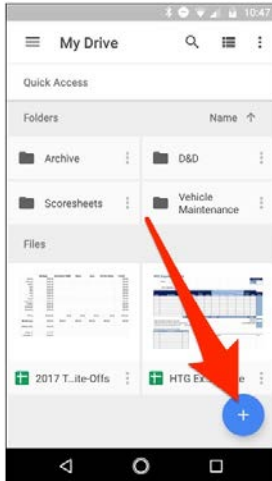 10:47
My Drive
Quick Access
Folders
Name
Archive
D&D
Scoresheets
Vehicle
Maintenance
Files
2017 T...ite-Offs
HTG Ex